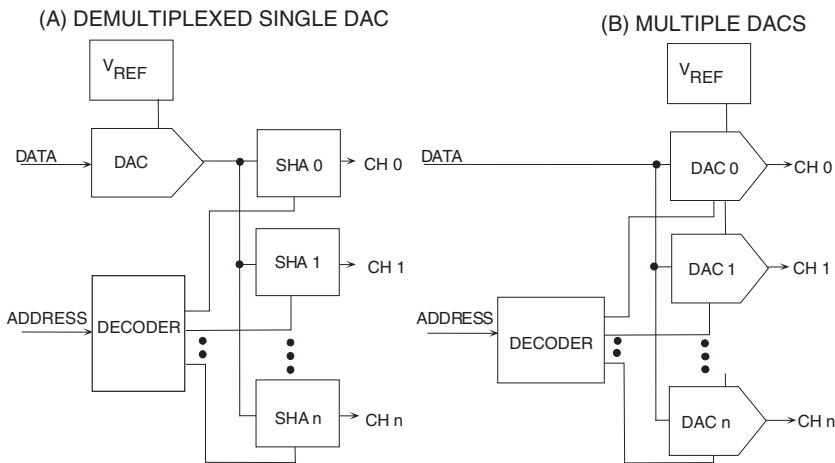 (A) DEMULTIPLEXED SINGLE DAC
VREF
DATA
DAC
SHA 0
CH 0
SHA 1
CH 1
ADDRESS
DECODER
SHA n
CH n
(B) MULTIPLE DACS
VREF
DATA
DAC 0
CH 0
DAC 1
CH 1
ADDRESS
DECODER
DAC n
CH n